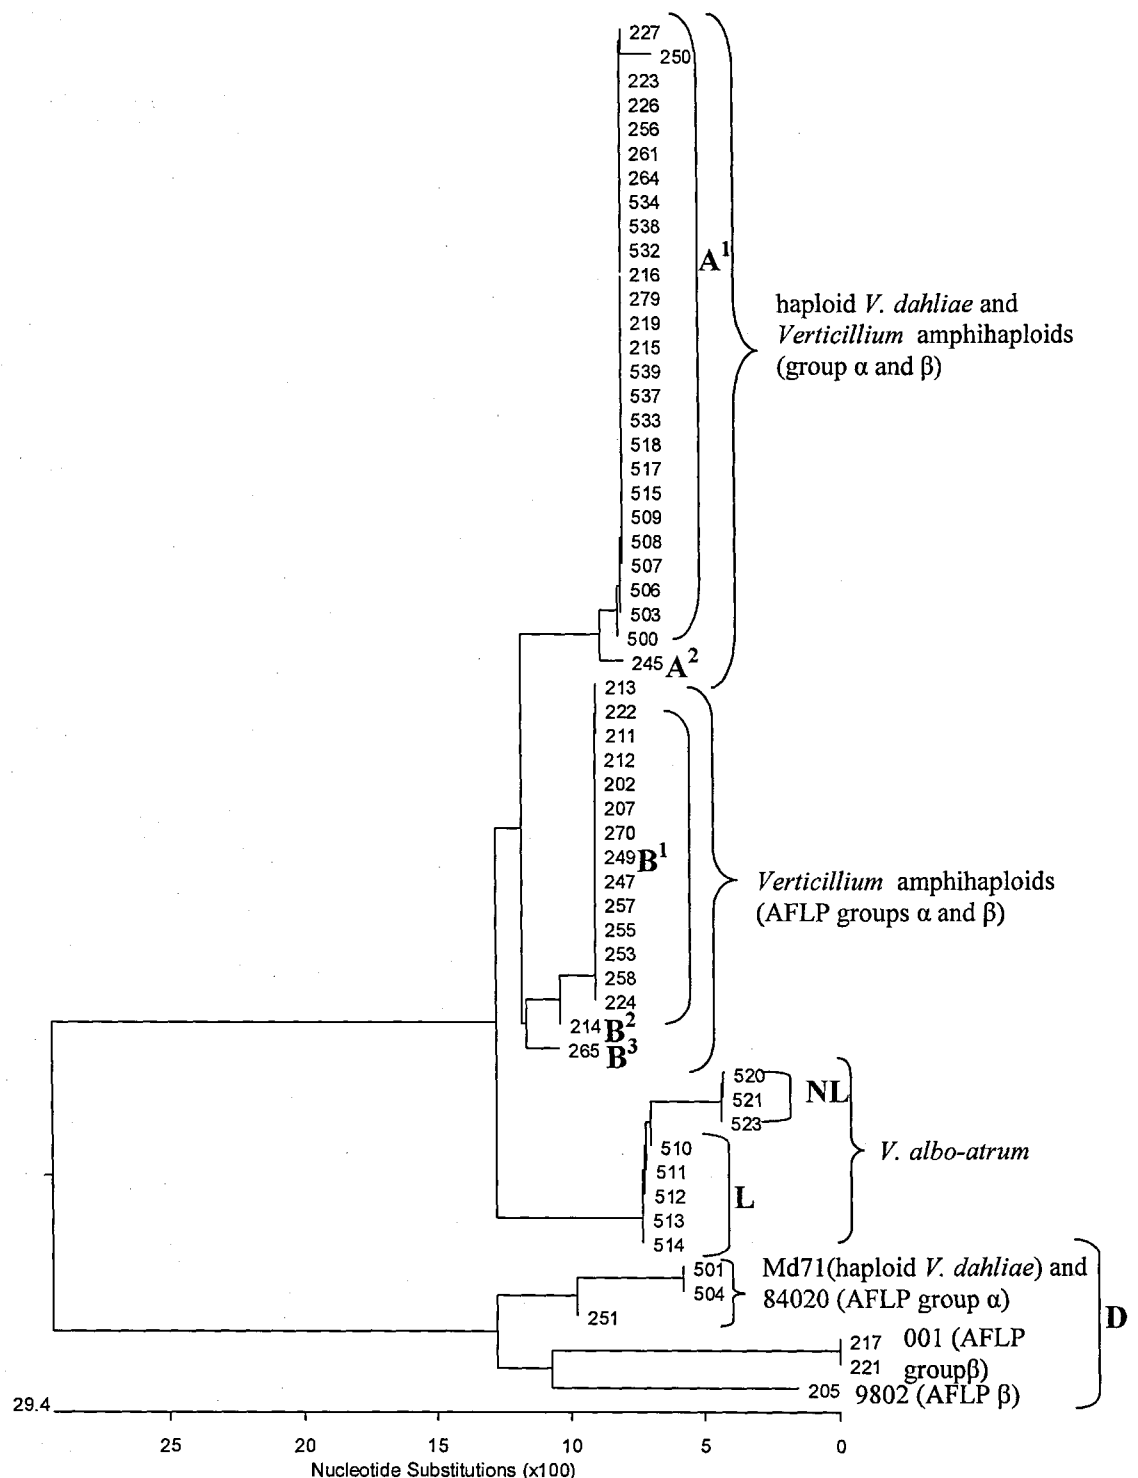 227
250
223
226
256
261
264
534
538
532
A¹
216
279
haploid V. dahliae and
219
Verticillium amphihaploids
215
(group α and β)
539
537
533
518
517
515
509
508
507
506
503
500
245 A²
213
222
211
212
202
207
270
249 B¹
247
Verticillium amphihaploids
257
(AFLP groups α and β)
255
253
258
224
214 B²
265 B³
520
NL
521
523
510
V. albo-atrum
511
512
L
513
514
501
Md71(haploid V. dahliae) and
504
84020 (AFLP group α)
251
D
217 001 (AFLP
221 groupβ)
205 9802 (AFLP β)
29.4
25 20 15 10 5 0
Nucleotide Substitutions (x100)